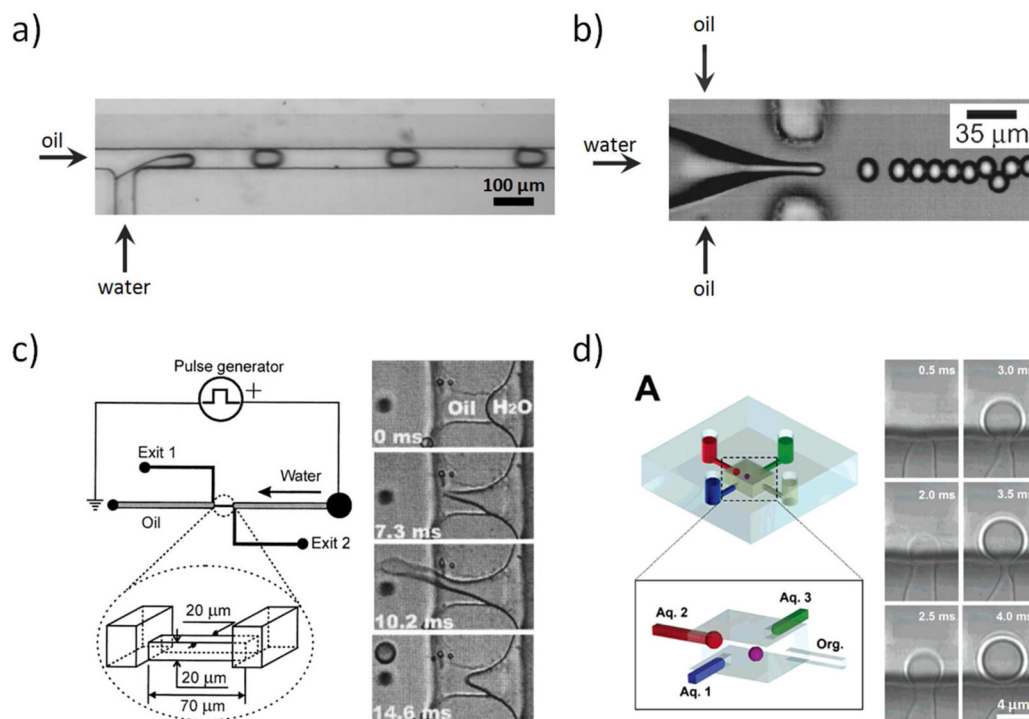 a)
oil
100 µm
water
b)
oil
water
35 µm
oil
c)
Pulse generator
+
Exit 1
Water
Oil
Exit 2
20 µm
20 µm
70 µm
Oil
H2O
0 ms
7.3 ms
10.2 ms
14.6 ms
d)
A
Aq. 3
Aq. 2
Org.
Aq. 1
0.5 ms
3.0 ms
2.0 ms
3.5 ms
2.5 ms
4.0 ms
4 µm